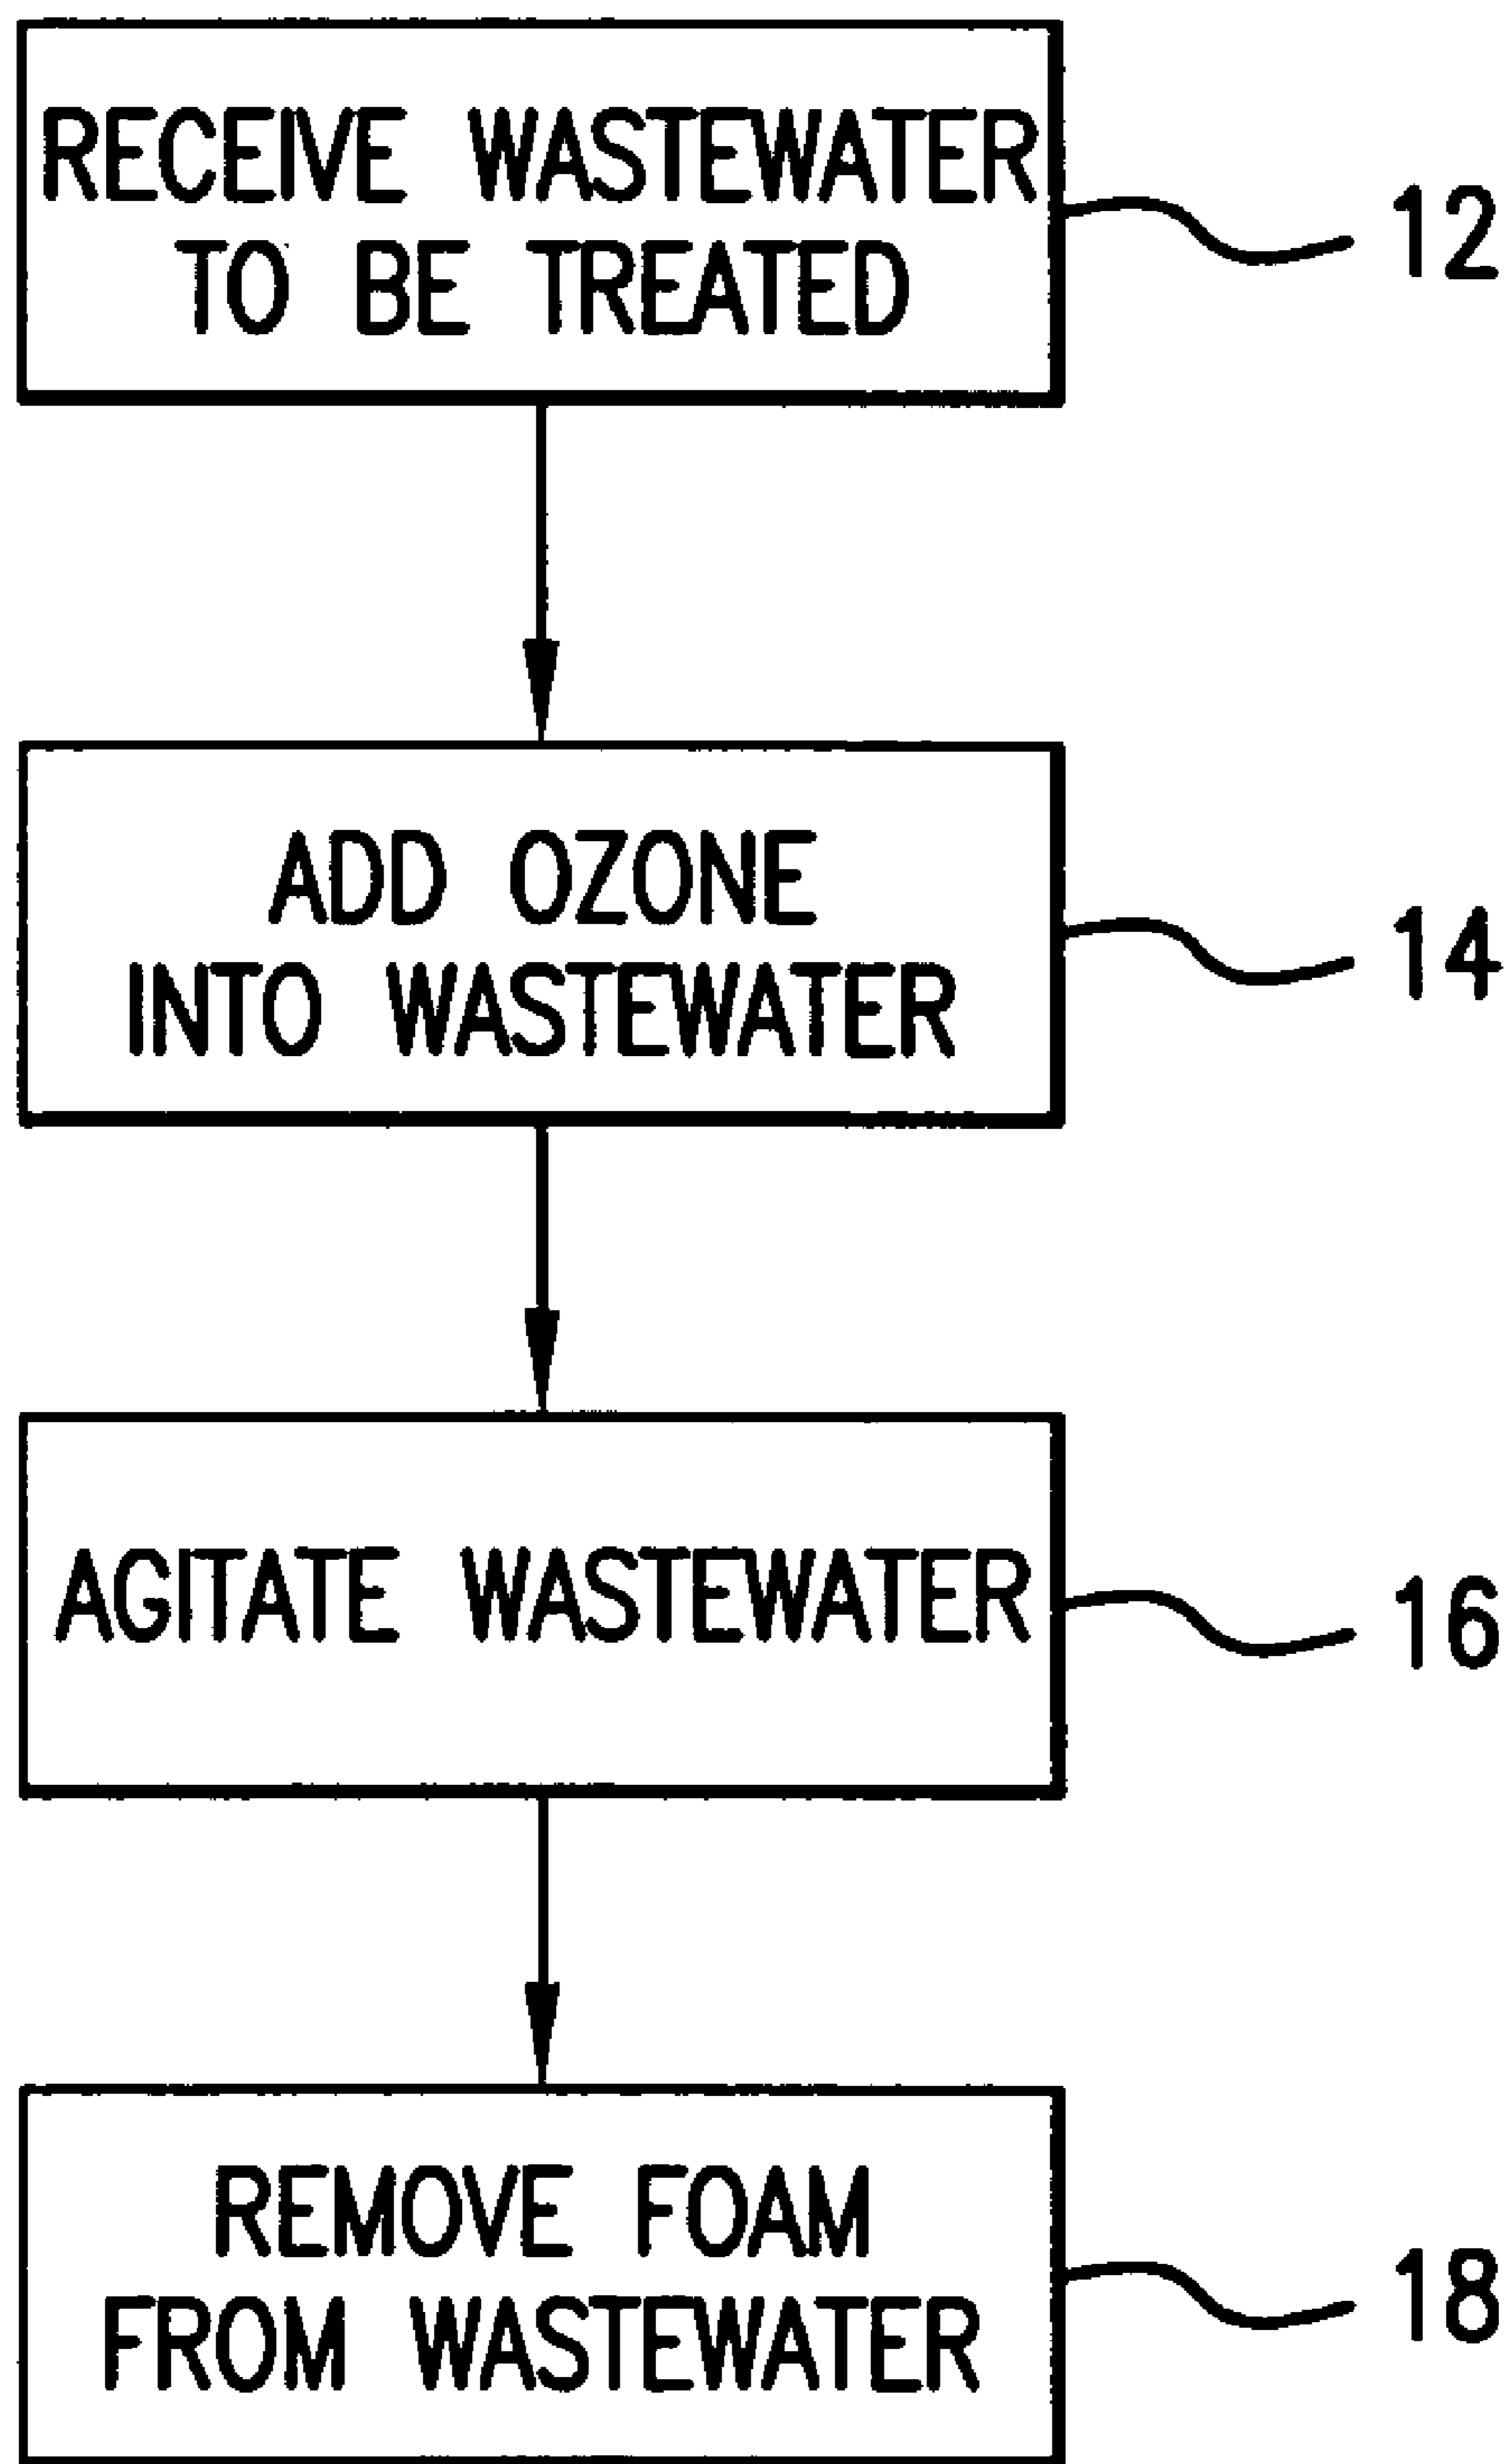 RECEIVE WASTEWATER
TO BE TREATED
12
ADD OZONE
INTO WASTEWATER
14
AGITATE WASTEWATER
16
REMOVE FOAM
FROM WASTEWATER
18